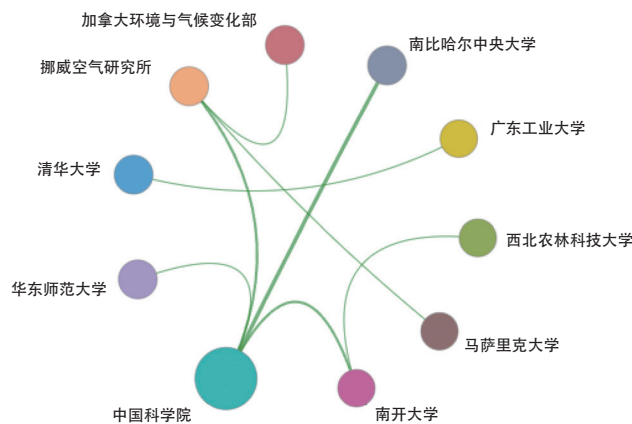 加拿大环境与气候变化部
南比哈尔中央大学
挪威空气研究所
广东工业大学
清华大学
西北农林科技大学
华东师范大学
马萨里克大学
中国科学院
南开大学